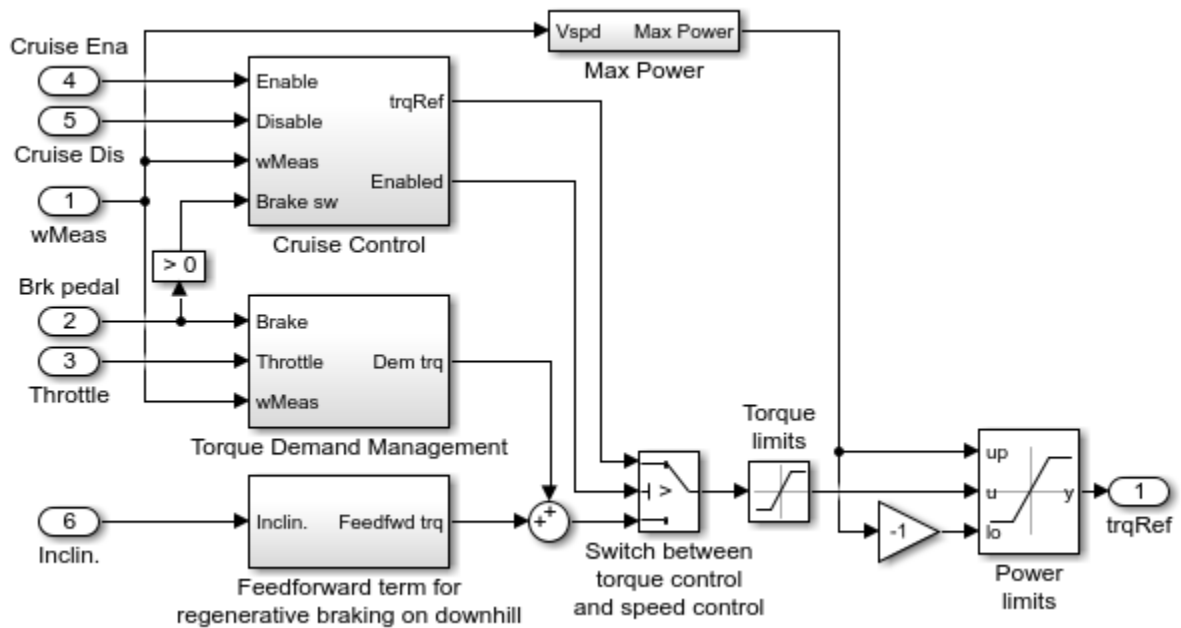 Vspd Max Power
Max Power
Cruise Ena
4
5
Cruise Dis
1
wMeas
Enable
Disable
wMeas
Brake sw
trqRef
Enabled
Cruise Control
> 0
Brk pedal
2
3
Throttle
Brake
Throttle
wMeas
Dem trq
Torque Demand Management
6
Inclin.
Inclin. Feedfwd trq
Feedforward term for
regenerative braking on downhill
++
>
Switch between
torque control
and speed control
Torque
limits
-1
up
u
lo
y
Power
limits
1
trqRef